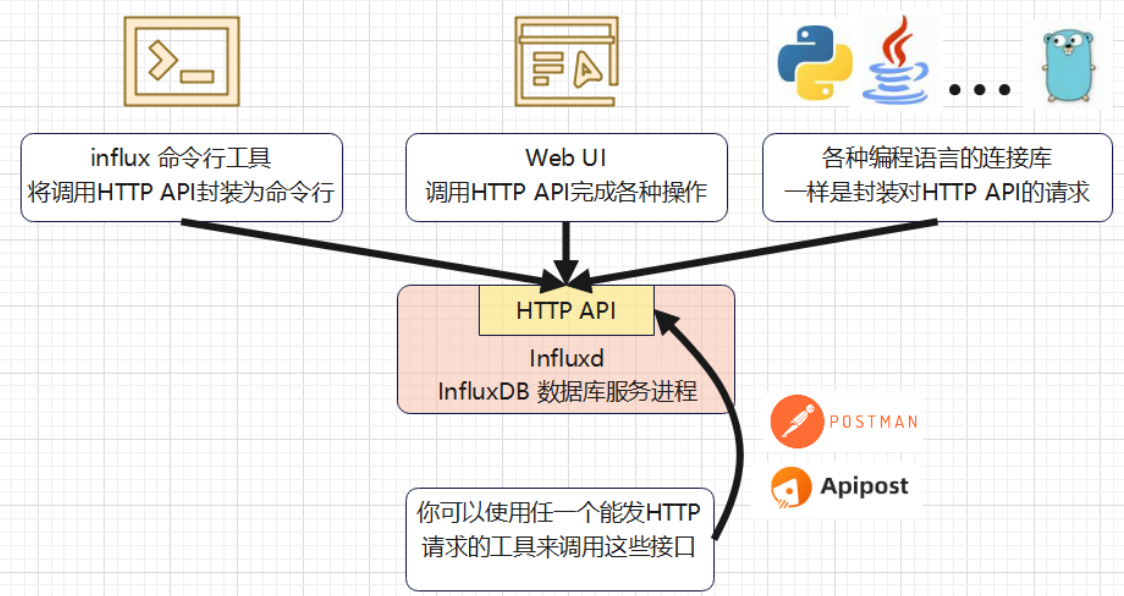 influx 命令行工具
将调用HTTP API封装为命令行
Web UI
调用HTTP API完成各种操作
各种编程语言的连接库
一样是封装对HTTP API的请求
HTTP API
Influxd
InfluxDB 数据库服务进程
POSTMAN
Apipost
你可以使用任一个能发HTTP
请求的工具来调用这些接口